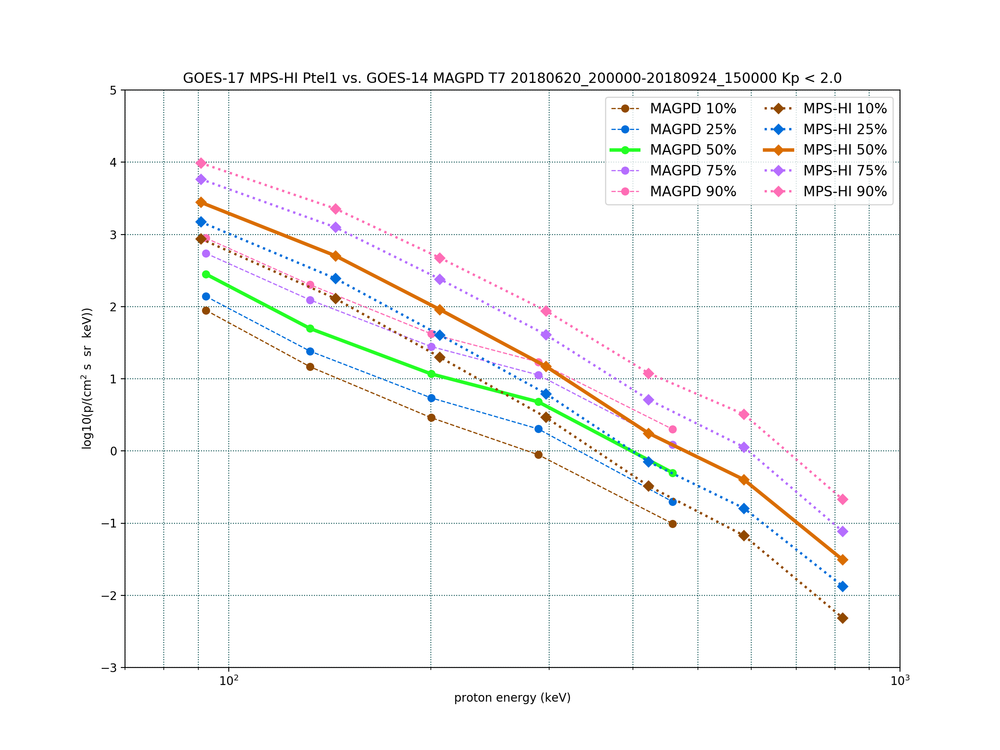 GOES-17 MPS-HI Ptel1 vs. GOES-14 MAGPD T7 20180620_200000-20180924_150000 Kp < 2.0
MAGPD 10% MPS-HI 10%
MAGPD 25% MPS-HI 25%
MAGPD 50% MPS-HI 50%
MAGPD 75% MPS-HI 75%
MAGPD 90% MPS-HI 90%
5
4
3
2
1
0
−1
−2
−3
log10(p/(cm² s sr keV))
10² 10³
proton energy (keV)